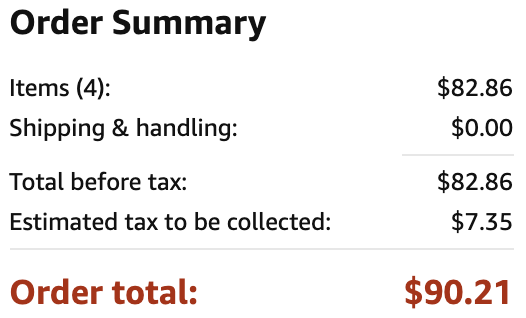 Order Summary
Items (4): $82.86
Shipping & handling: $0.00
Total before tax: $82.86
Estimated tax to be collected: $7.35
Order total: $90.21